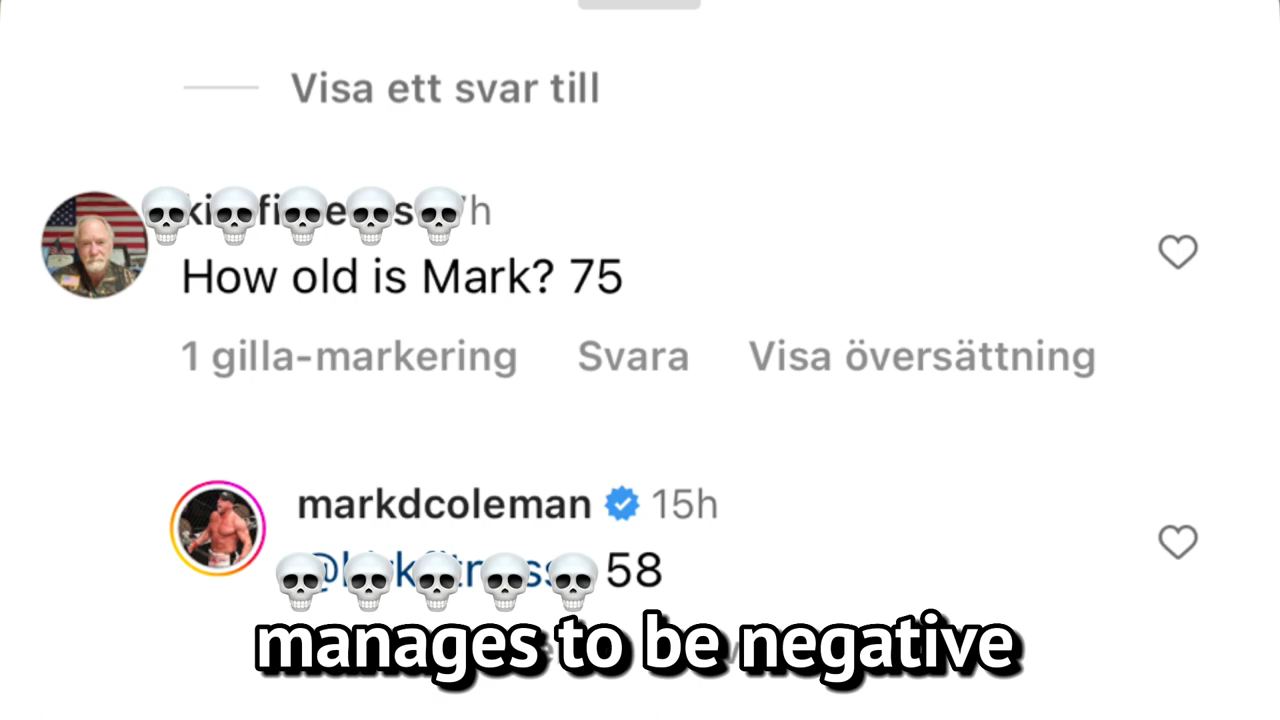 Visa ett svar till
h
How old is Mark? 75
1 gilla-markering Svara Visa översättning
markdcoleman 15h
58
manages to be negative